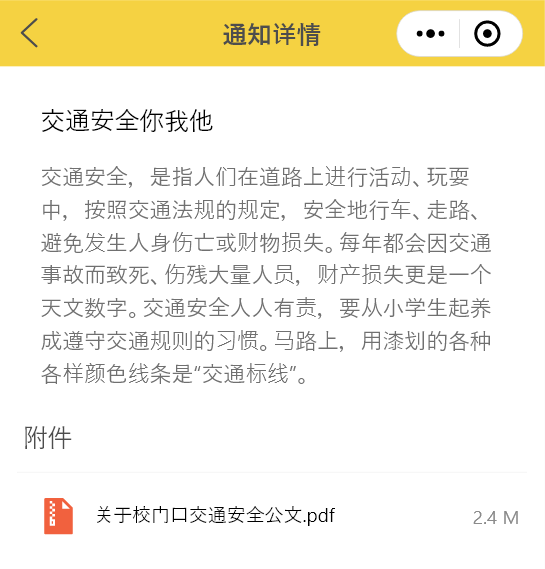 通知详情
交通安全你我他
交通安全，是指人们在道路上进行活动、玩耍
中，按照交通法规的规定，安全地行车、走路、
避免发生人身伤亡或财物损失。每年都会因交通
事故而致死、伤残大量人员，财产损失更是一个
天文数字。交通安全人人有责，要从小学生起养
成遵守交通规则的习惯。马路上，用漆划的各种
各样颜色线条是“交通标线”。
附件
关于校门口交通安全公文.pdf 2.4 M